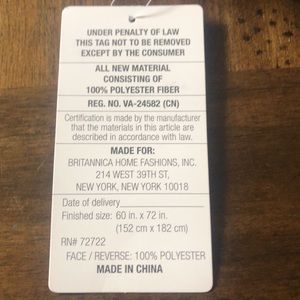 UNDER PENALTY OF LAW
THIS TAG NOT TO BE REMOVED
EXCEPT BY THE CONSUMER
ALL NEW MATERIAL
CONSISTING OF
100% POLYESTER FIBER
REG. NO. VA-24582 (CN)
Certification is made by the manufacturer
that the materials in this article are
described in accordance with law.
MADE FOR:
BRITANNICA HOME FASHIONS, INC.
214 WEST 39TH ST,
NEW YORK, NEW YORK 10018
Date of delivery
Finished size: 60 in. x 72 in.
(152 cm x 182 cm)
RN# 72722
FACE / REVERSE: 100% POLYESTER
MADE IN CHINA